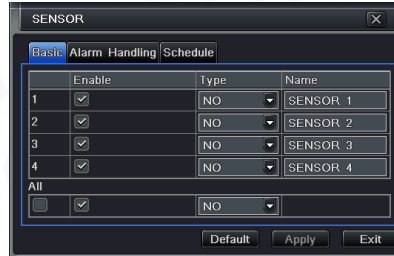 SENSOR
Basic Alarm Handling Schedule
Enable Type Name
1 NO SENSOR 1
2 NO SENSOR 2
3 NO SENSOR 3
4 NO SENSOR 4
All
NO
Default Apply Exit